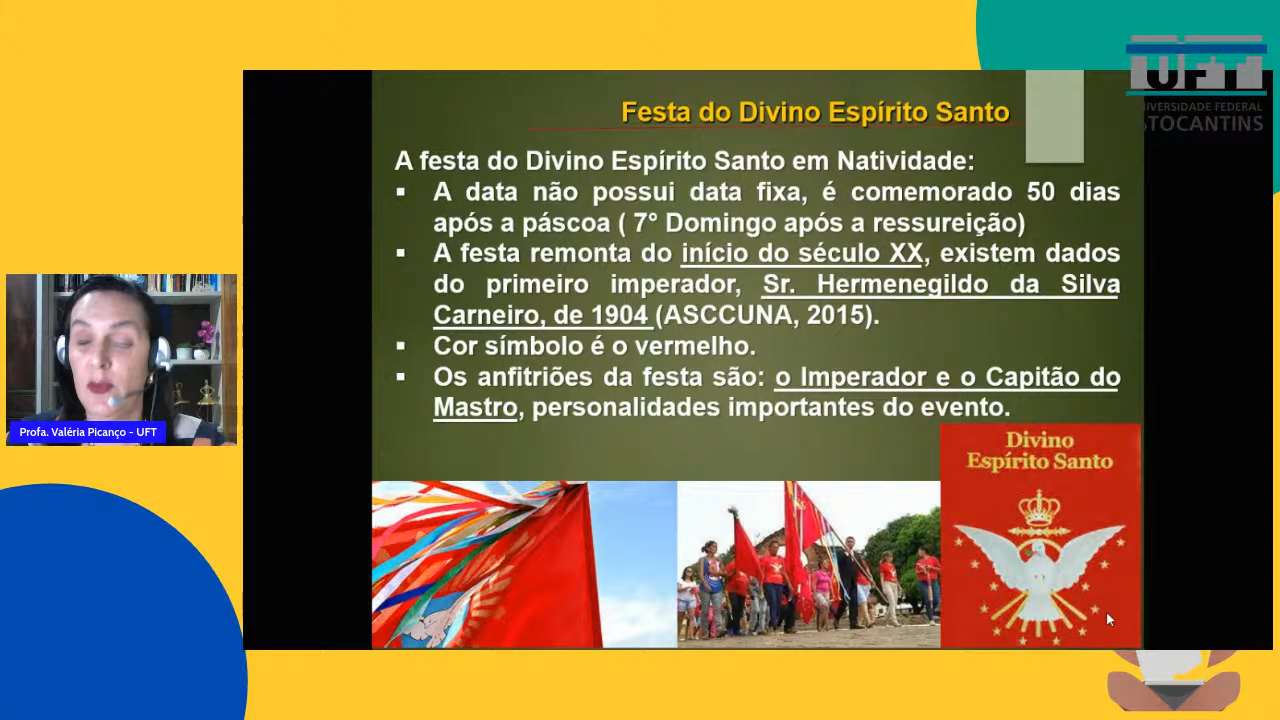 Festa do Divino Espírito Santo
A festa do Divino Espírito Santo em Natividade:
▪ A data não possui data fixa, é comemorado 50 dias
após a páscoa ( 7° Domingo após a ressureição)
▪ A festa remonta do início do século XX, existem dados
do primeiro imperador, Sr. Hermenegildo da Silva
Carneiro, de 1904 (ASCCUNA, 2015).
▪ Cor símbolo é o vermelho.
▪ Os anfitriões da festa são: o Imperador e o Capitão do
Mastro, personalidades importantes do evento.
Divino
Espírito Santo
Profa. Valéria Picanço - UFT
UFT
UNIVERSIDADE FEDERAL
TOCANTINS